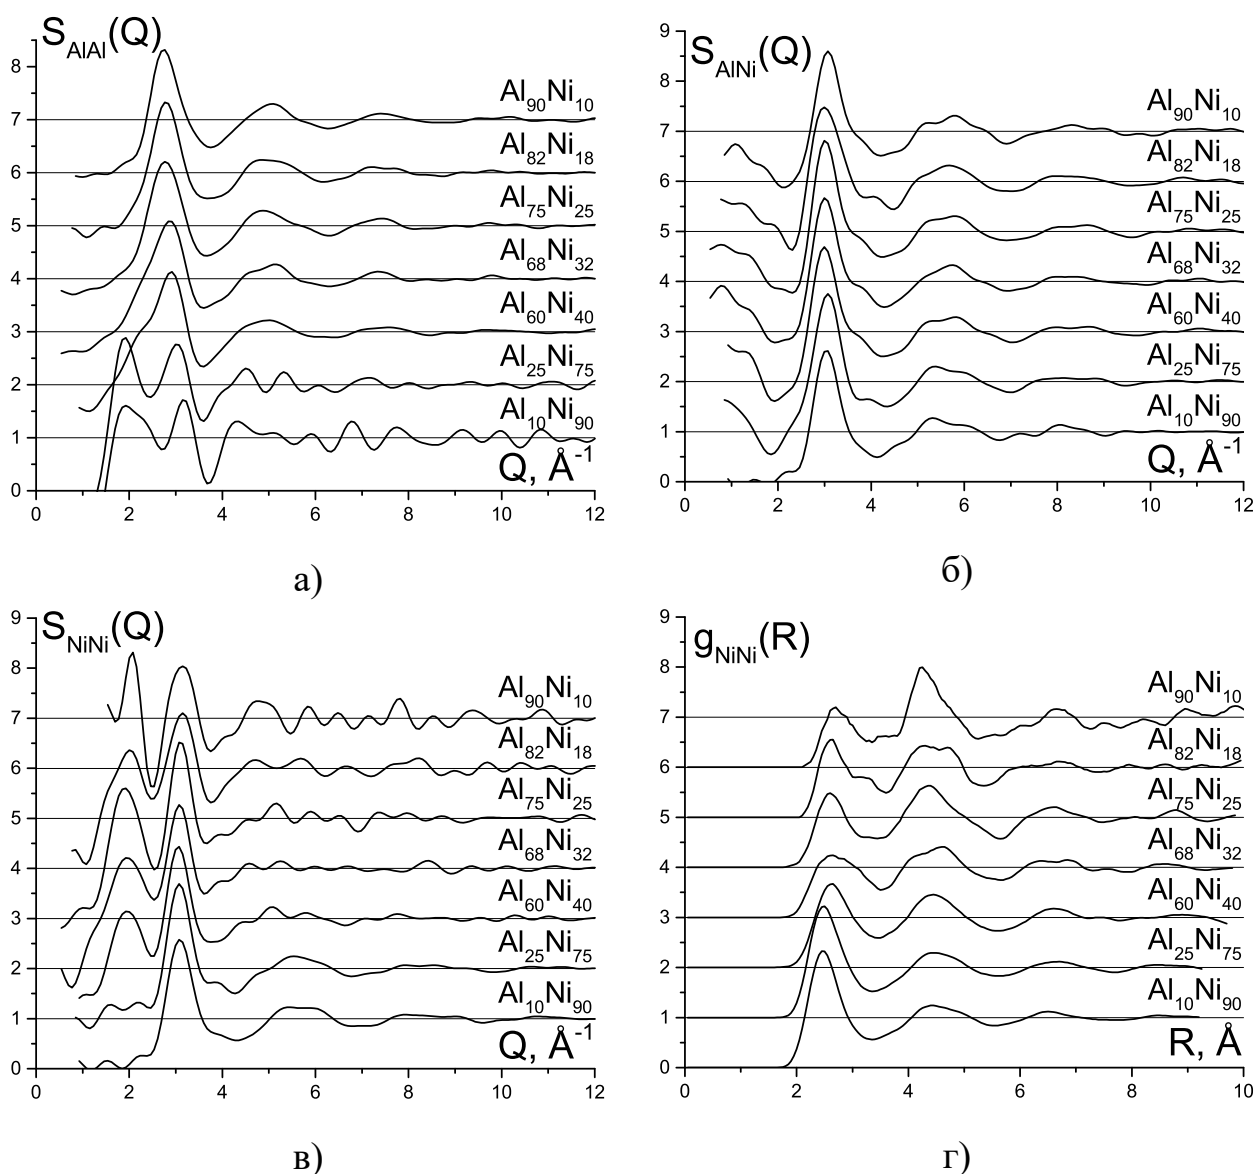 S_AlAl(Q)
8
7
6
5
4
3
2
1
0
Al90Ni10
Al82Ni18
Al75Ni25
Al68Ni32
Al60Ni40
Al25Ni75
Al10Ni90
Q, Å-1
0 2 4 6 8 10 12
а)
S_AlNi(Q)
9
8
7
6
5
4
3
2
1
0
Al90Ni10
Al82Ni18
Al75Ni25
Al68Ni32
Al60Ni40
Al25Ni75
Al10Ni90
Q, Å-1
0 2 4 6 8 10 12
б)
S_NiNi(Q)
9
8
7
6
5
4
3
2
1
0
Al90Ni10
Al82Ni18
Al75Ni25
Al68Ni32
Al60Ni40
Al25Ni75
Al10Ni90
Q, Å-1
0 2 4 6 8 10 12
в)
g_NiNi(R)
9
8
7
6
5
4
3
2
1
0
Al90Ni10
Al82Ni18
Al75Ni25
Al68Ni32
Al60Ni40
Al25Ni75
Al10Ni90
R, Å
0 2 4 6 8 10
г)